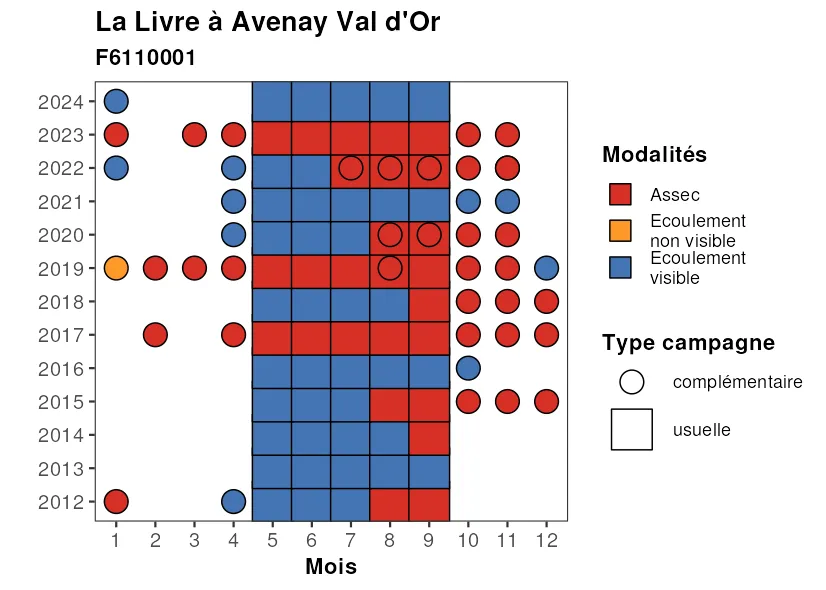 La Livre à Avenay Val d'Or
F6110001
2024
2023
2022
2021
2020
2019
2018
2017
2016
2015
2014
2013
2012
1 2 3 4 5 6 7 8 9 10 11 12
Mois
Modalités
Assec
Ecoulement
non visible
Ecoulement
visible
Type campagne
complémentaire
usuelle